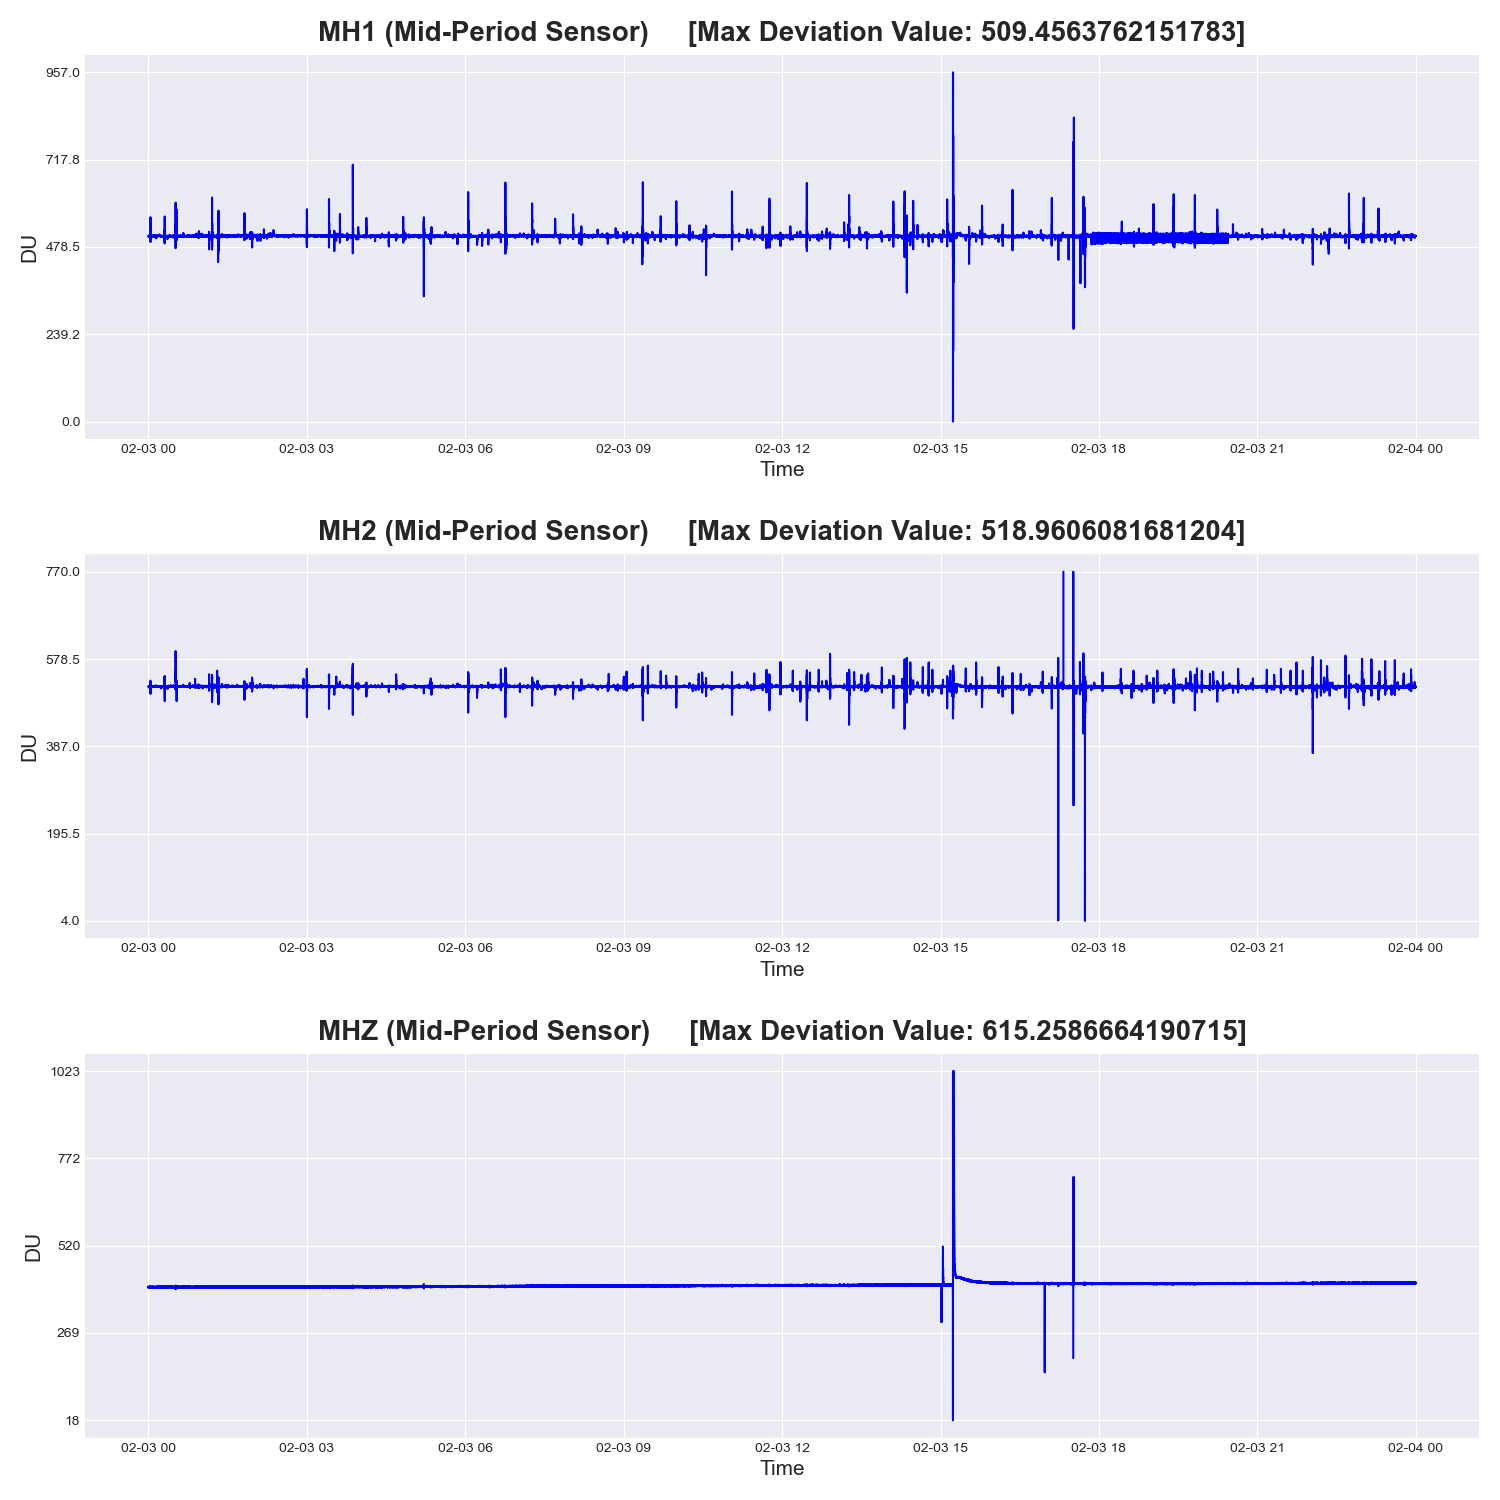 MH1 (Mid-Period Sensor) [Max Deviation Value: 509.4563762151783]
957.0
717.8
478.5
239.2
0.0
DU
02-03 00 02-03 03 02-03 06 02-03 09 02-03 12 02-03 15 02-03 18 02-03 21 02-04 00
Time
MH2 (Mid-Period Sensor) [Max Deviation Value: 518.9606081681204]
770.0
578.5
387.0
195.5
4.0
DU
02-03 00 02-03 03 02-03 06 02-03 09 02-03 12 02-03 15 02-03 18 02-03 21 02-04 00
Time
MHZ (Mid-Period Sensor) [Max Deviation Value: 615.2586664190715]
1023
772
520
269
18
DU
02-03 00 02-03 03 02-03 06 02-03 09 02-03 12 02-03 15 02-03 18 02-03 21 02-04 00
Time